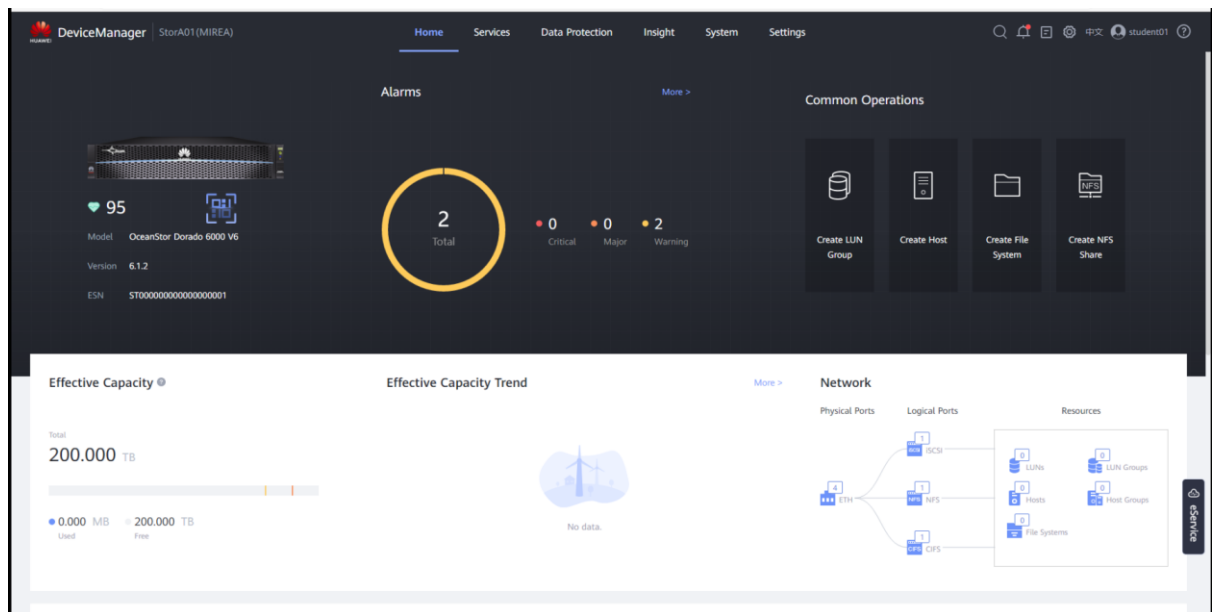 HUAWEI DeviceManager StorA01(MIREA) Home Services Data Protection Insight System Settings 中文 student01
Alarms More >
Common Operations
95
Model OceanStor Dorado 6000 V6
Version 6.1.2
ESN ST000000000000000001
2
Total
0 0 2
Critical Major Warning
NFS
Create LUN Group
Create Host
Create File System
Create NFS Share
Effective Capacity
Total
200.000 TB
0.000 MB 200.000 TB
Used Free
Effective Capacity Trend More >
No data.
Network
Physical Ports Logical Ports Resources
4
ETH
1
iSCSI iSCSI
1
NFS NFS
1
CIFS CIFS
0
LUNs
0
LUN Groups
0
Hosts
0
Host Groups
0
File Systems
eService